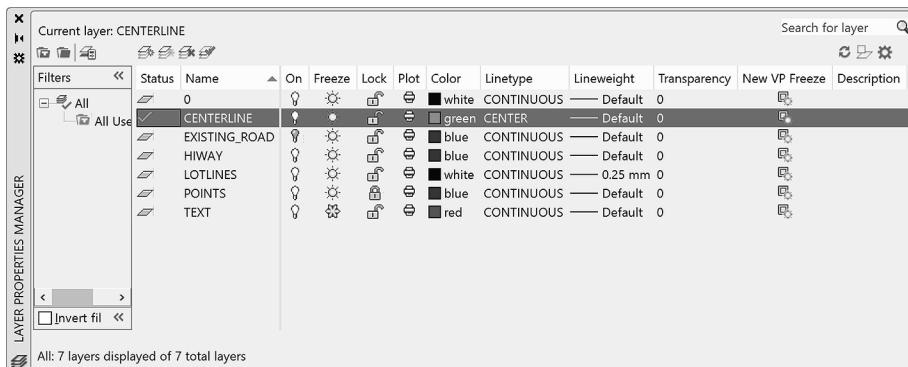 Current layer: CENTERLINE
Search for layer
Filters
Status Name On Freeze Lock Plot Color Linetype Lineweight Transparency New VP Freeze Description
All
All Use
0 white CONTINUOUS Default 0
CENTERLINE green CENTER Default 0
EXISTING_ROAD blue CONTINUOUS Default 0
HIWAY blue CONTINUOUS Default 0
LOTLINES white CONTINUOUS 0.25 mm 0
POINTS blue CONTINUOUS Default 0
TEXT red CONTINUOUS Default 0
Invert fil
LAYER PROPERTIES MANAGER
All: 7 layers displayed of 7 total layers